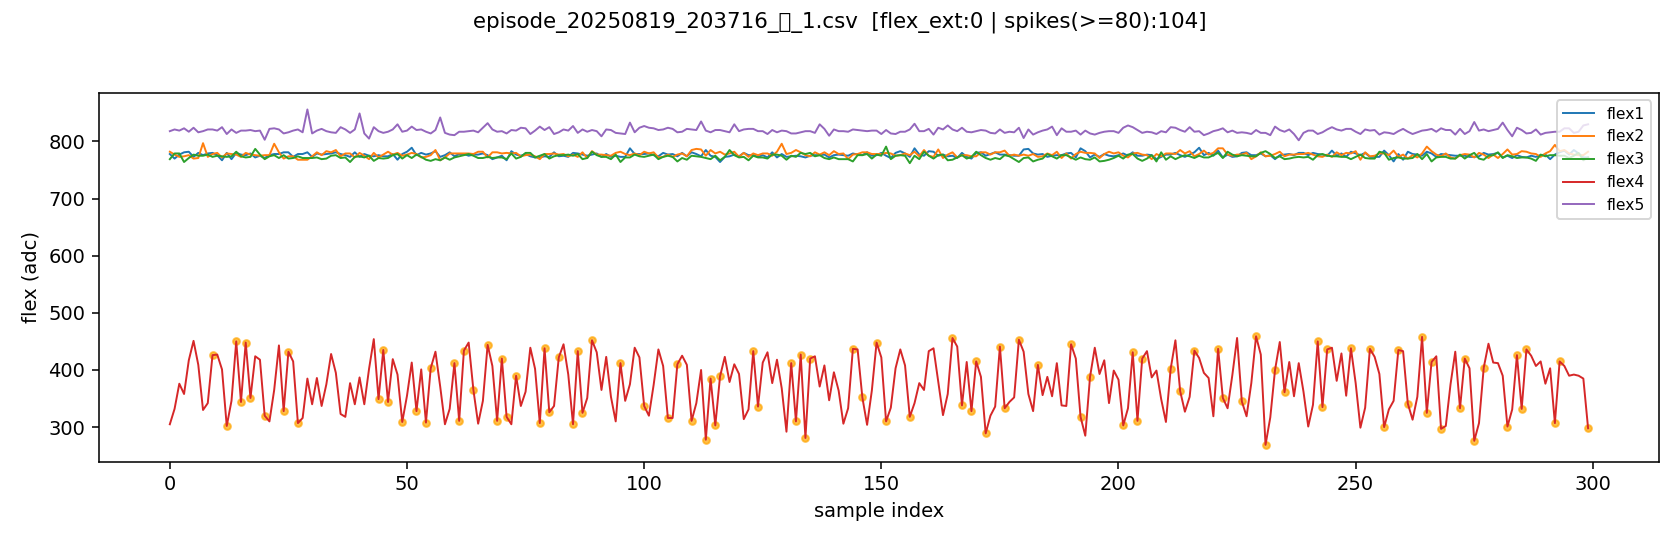 episode_20250819_203716_▯_1.csv [flex_ext:0 | spikes(>=80):104]
flex (adc)
800
700
600
500
400
300
0
50
100
150
200
250
300
sample index
flex1
flex2
flex3
flex4
flex5